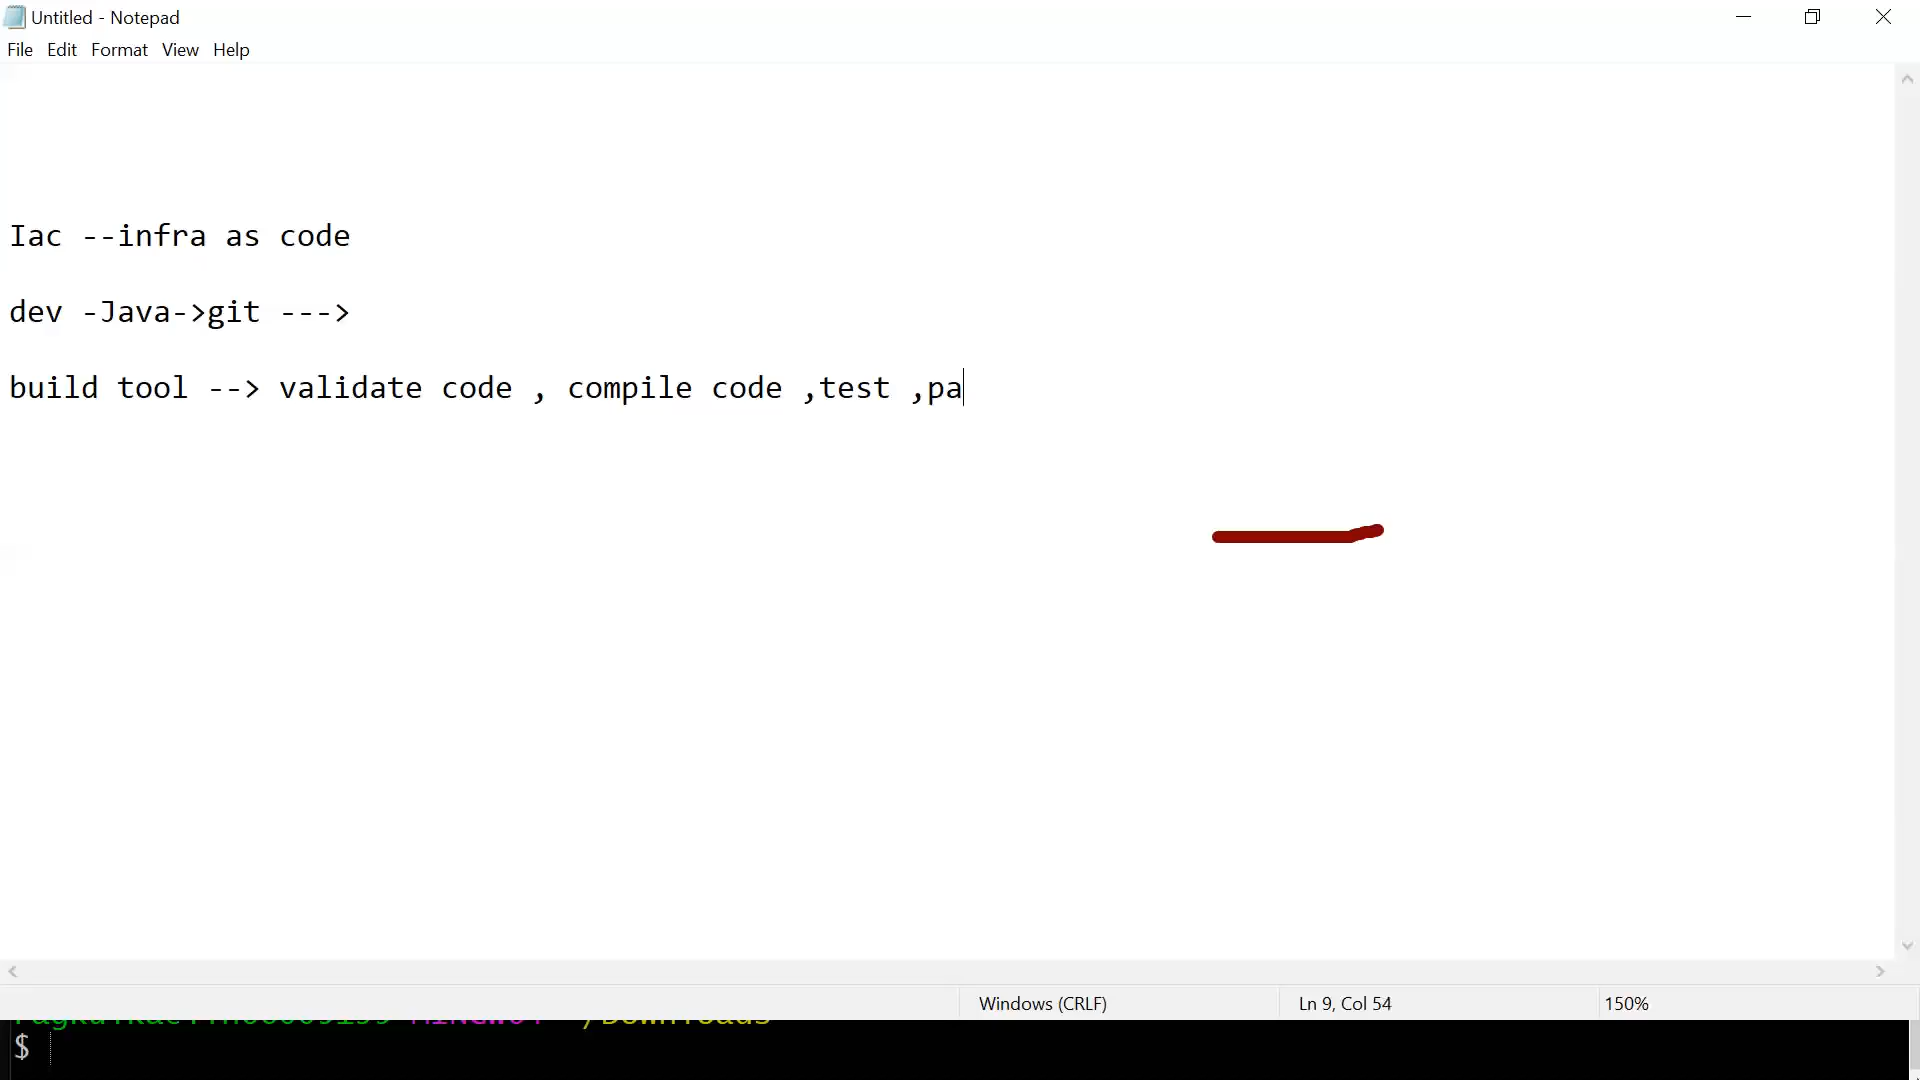 Untitled - Notepad
File Edit Format View Help
Iac --infra as code
dev -Java->git --->
build tool --> validate code , compile code ,test ,pa
Windows (CRLF) Ln 9, Col 54 150%
$